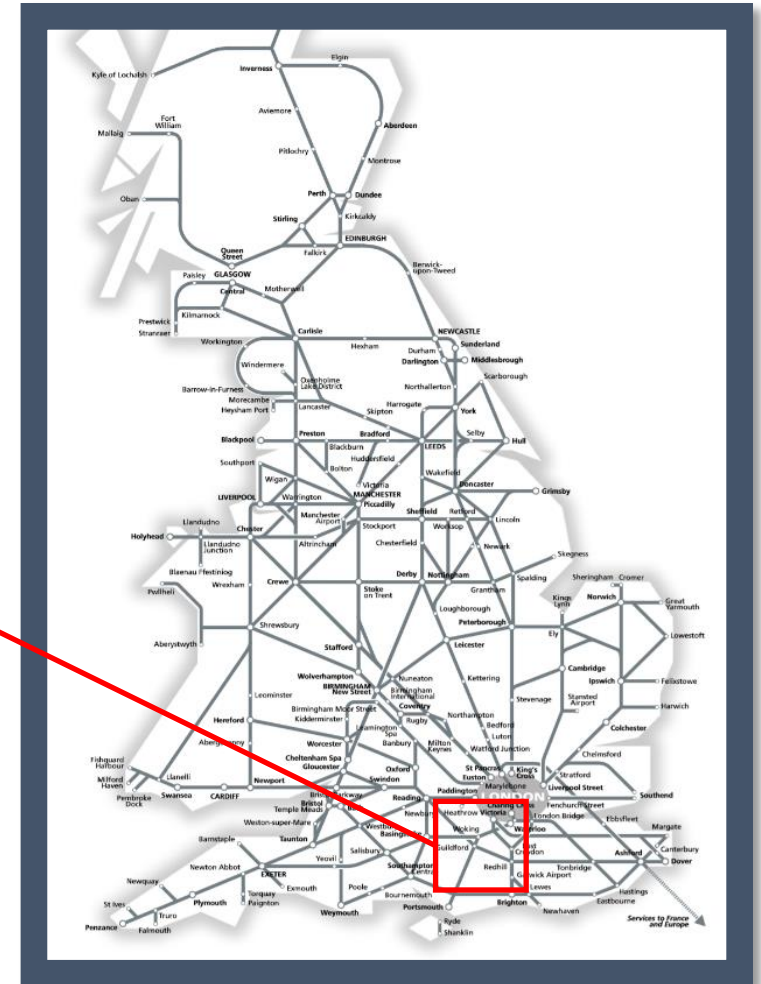 Elgin
Inverness
Kyle of Lochalsh
Aviemore
Fort
William
Mallaig
Aberdeen
Pitlochry
Montrose
Perth
Dundee
Oban
Stirling
Kirkcaldy
EDINBURGH
Queen
Street
Falkirk
Berwick-
upon-Tweed
Paisley
GLASGOW
Central
Motherwell
Prestwick
Kilmarnock
Stranraer
Carlisle
NEWCASTLE
Workington
Hexham
Sunderland
Durham
Darlington
Middlesbrough
Windermere
Scarborough
Oxenholme
Lake District
Northallerton
Barrow-in-Furness
Morecambe
Lancaster
Harrogate
York
Heysham Port
Skipton
Blackpool
Preston
Bradford
Selby
Hull
Blackburn
LEEDS
Huddersfield
Southport
Bolton
Wakefield
Wigan
Victoria
Doncaster
MANCHESTER
Grimsby
LIVERPOOL
Warrington
Piccadilly
Manchester
Airport
Sheffield
Retford
Llandudno
Stockport
Worksop
Lincoln
Holyhead
Chester
Llandudno
Junction
Altrincham
Chesterfield
Newark
Skegness
Blaenau Ffestiniog
Crewe
Derby
Nottingham
Spalding
Sheringham
Cromer
Wrexham
Stoke
on Trent
Grantham
Kings
Lynn
Norwich
Great
Yarmouth
Pwllheli
Loughborough
Peterborough
Shrewsbury
Ely
Lowestoft
Aberystwyth
Stafford
Leicester
Wolverhampton
Nuneaton
Kettering
Cambridge
BIRMINGHAM
New Street
Birmingham
International
Ipswich
Felixstowe
Leominster
Birmingham Moor Street
Coventry
Stevenage
Stansted
Airport
Harwich
Kidderminster
Rugby
Northampton
Hereford
Leamington
Spa
Bedford
Colchester
Worcester
Banbury
Milton
Keynes
Luton
Watford Junction
Chelmsford
Fishguard
Harbour
Cheltenham Spa
Gloucester
Oxford
St Pancras
King's
Cross
Euston
Stratford
Milford
Haven
Llanelli
Newport
Swindon
Marylebone
Liverpool Street
Pembroke
Dock
Swansea
CARDIFF
Parkway
Reading
Paddington
LONDON
Southend
Bristol
Temple Meads
Charing Cross
Fenchurch Street
Heathrow
Victoria
London Bridge
Ebbsfleet
Weston-super-Mare
Woking
Waterloo
Margate
Barnstaple
Taunton
Guildford
Croydon
Canterbury
Yeovil
Salisbury
Redhill
Tonbridge
Ashford
Dover
Newton Abbot
EXETER
Gatwick Airport
Newquay
Exmouth
Poole
Lewes
Hastings
Torquay
Bournemouth
Eastbourne
St Ives
Plymouth
Paignton
Portsmouth
Brighton
Newhaven
Truro
Weymouth
Ryde
Services to France
and Europe
Penzance
Falmouth
Shanklin